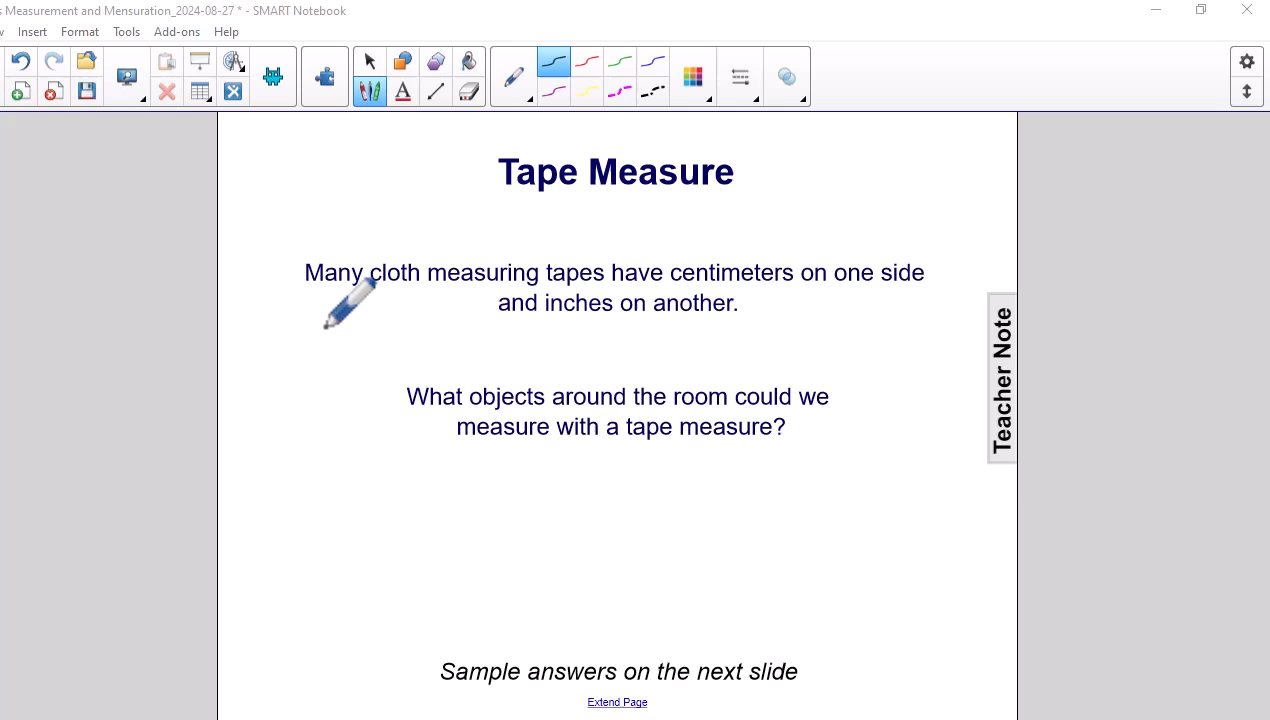 s Measurement and Mensuration_2024-08-27 * - SMART Notebook
Insert Format Tools Add-ons Help
Tape Measure
Many cloth measuring tapes have centimeters on one side
and inches on another.
What objects around the room could we
measure with a tape measure?
Teacher Note
Sample answers on the next slide
Extend Page